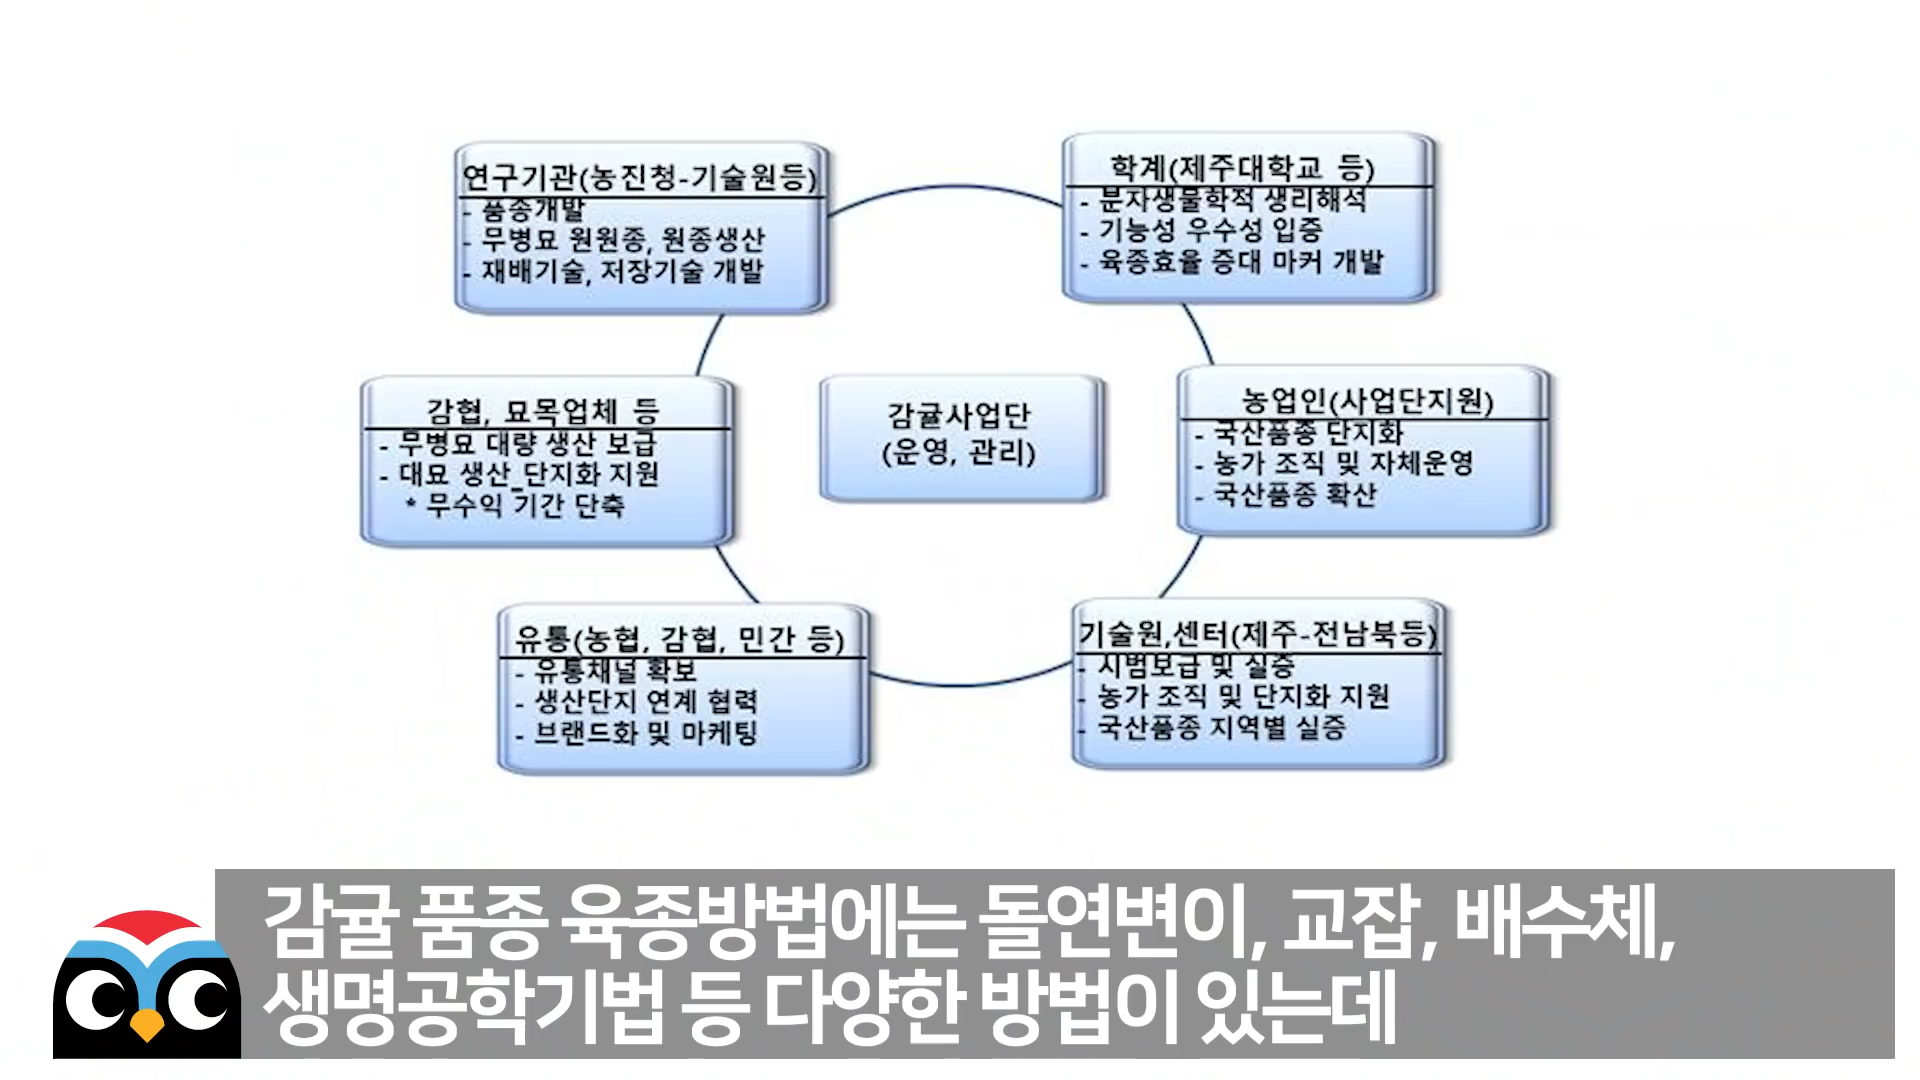 연구기관(농진청-기술원등)
- 품종개발
- 무병묘 원원종, 원종생산
- 재배기술, 저장기술 개발
학계(제주대학교 등)
- 분자생물학적 생리해석
- 기능성 우수성 입증
- 육종효율 증대 마커 개발
감협, 묘목업체 등
- 무병묘 대량 생산 보급
- 대묘 생산_단지화 지원
* 무수익 기간 단축
감귤사업단
(운영, 관리)
농업인(사업단지원)
- 국산품종 단지화
- 농가 조직 및 자체운영
- 국산품종 확산
유통(농협, 감협, 민간 등)
- 유통채널 확보
- 생산단지 연계 협력
- 브랜드화 및 마케팅
기술원,센터(제주-전남북등)
- 시범보급 및 실증
- 농가 조직 및 단지화 지원
- 국산품종 지역별 실증
감귤 품종 육종방법에는 돌연변이, 교잡, 배수체,
생명공학기법 등 다양한 방법이 있는데